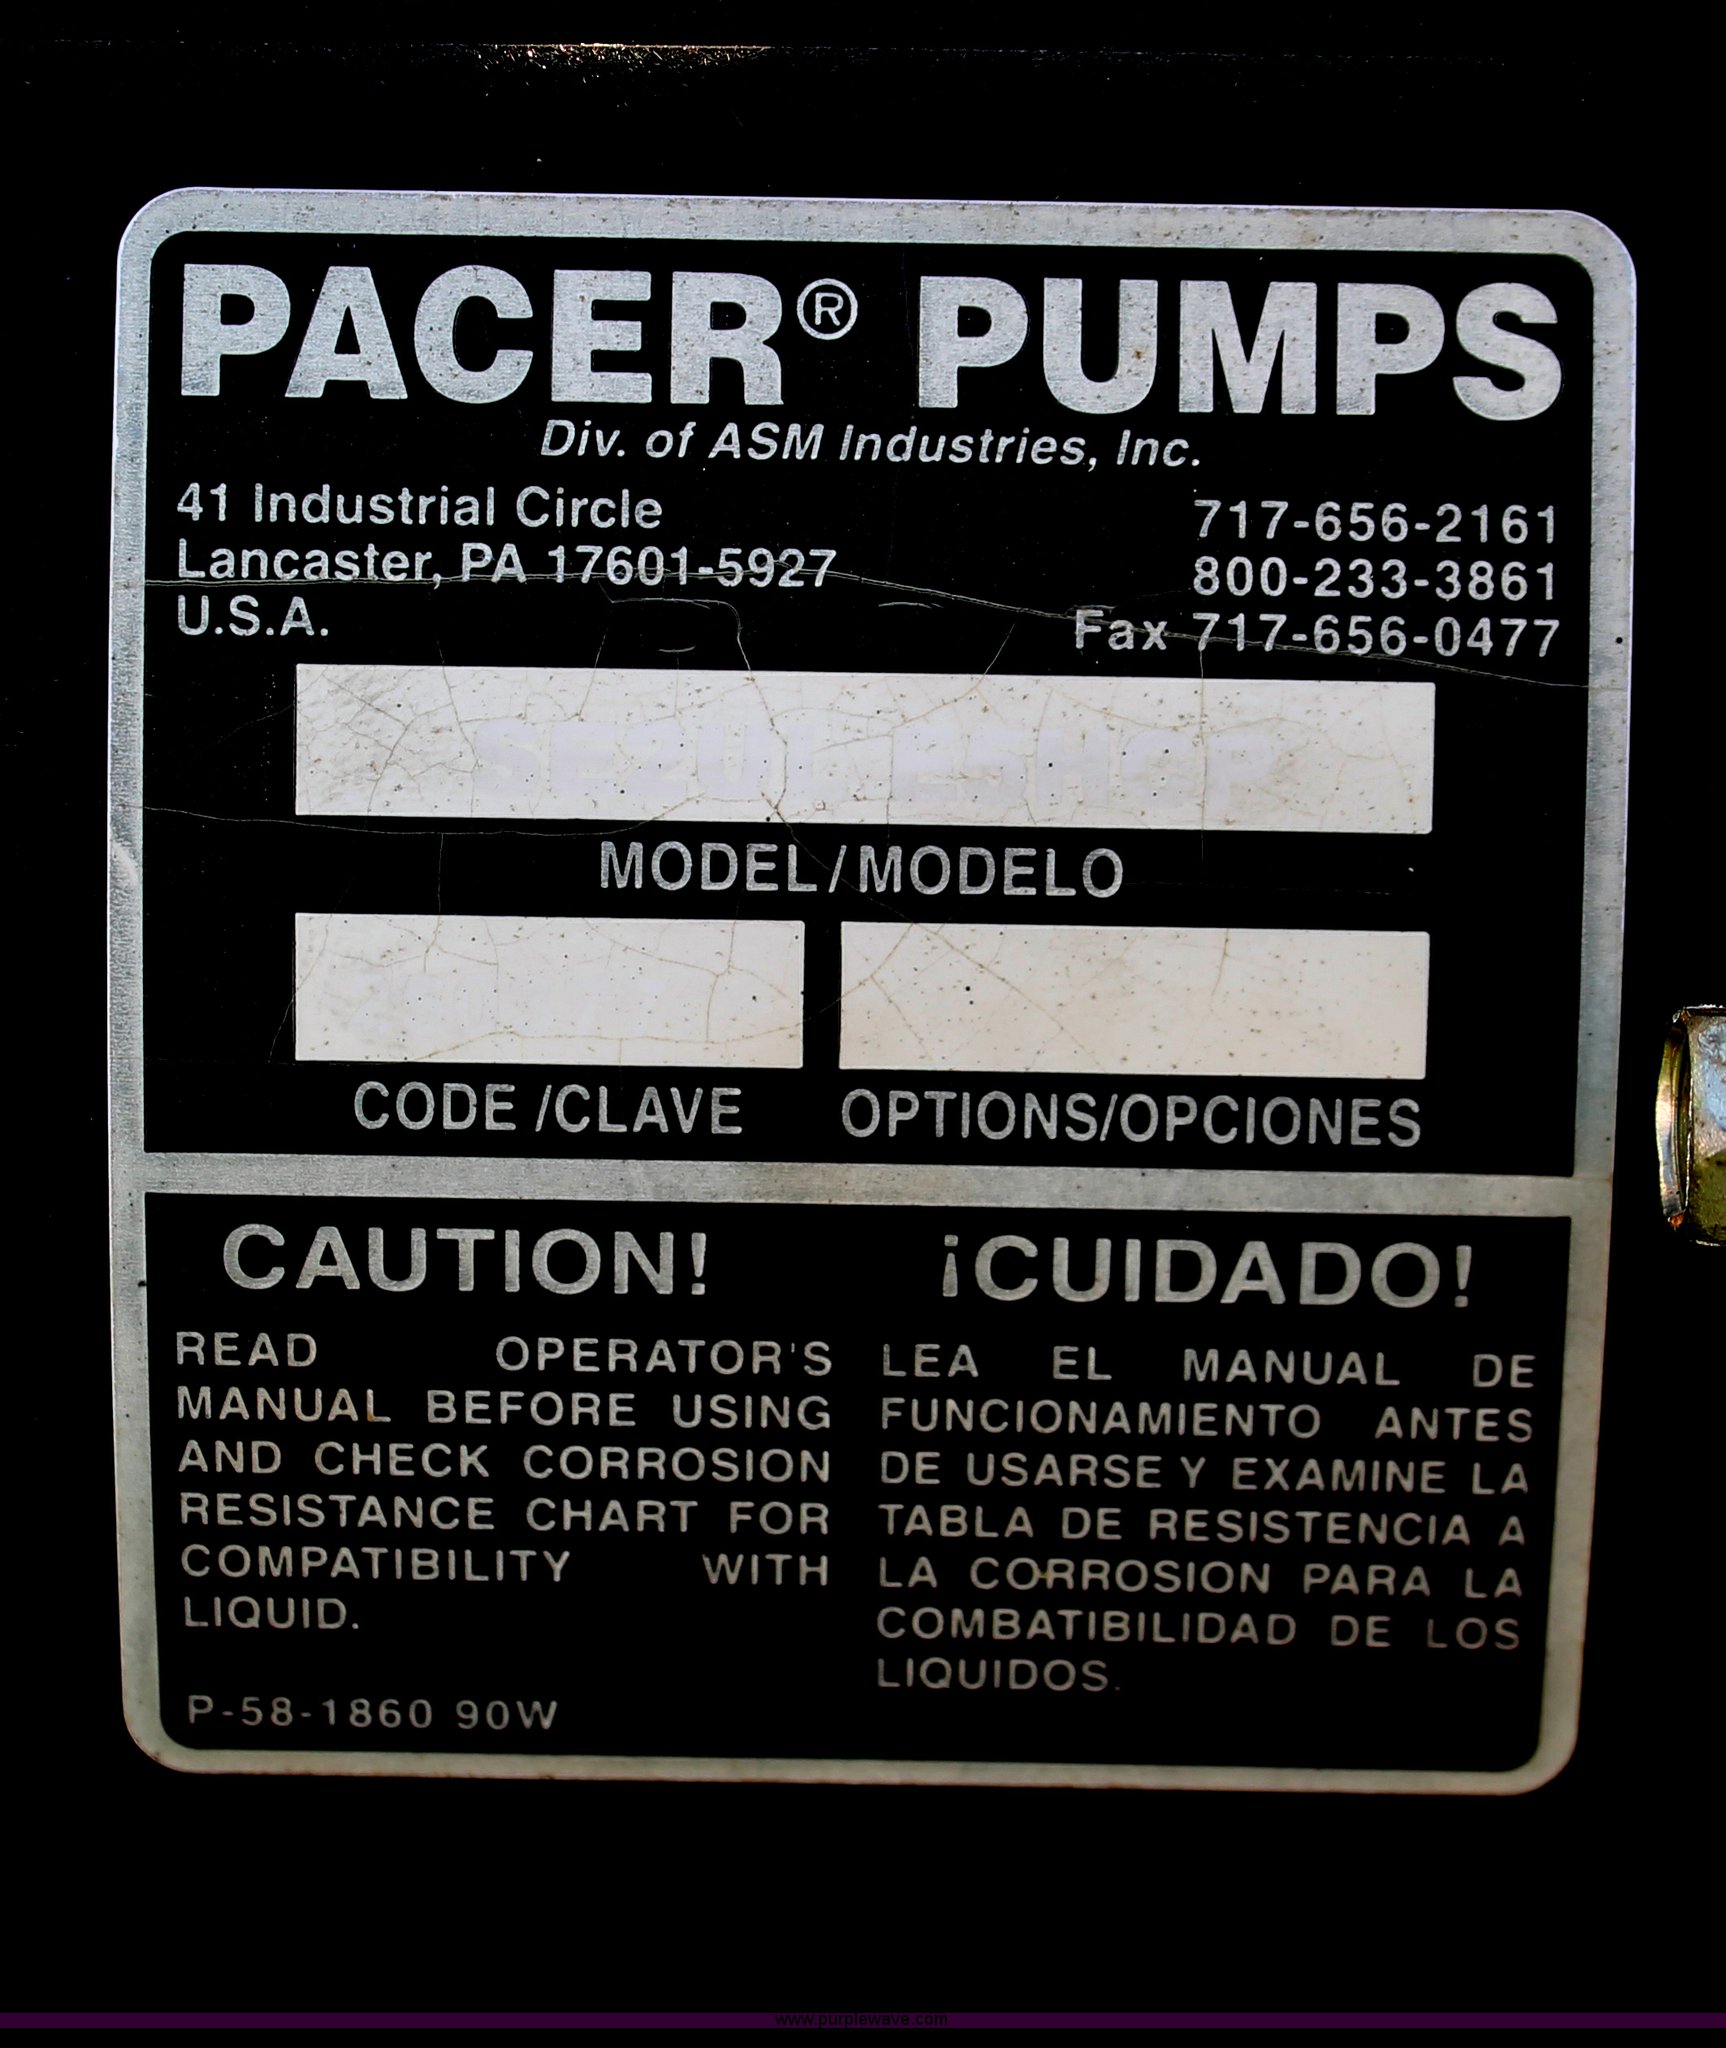 PACER® PUMPS
Div. of ASM Industries, Inc.
41 Industrial Circle
Lancaster, PA 17601-5927
U.S.A.
717-656-2161
800-233-3861
Fax 717-656-0477
MODEL/MODELO
CODE/CLAVE
OPTIONS/OPCIONES
CAUTION!
READ OPERATOR'S
MANUAL BEFORE USING
AND CHECK CORROSION
RESISTANCE CHART FOR
COMPATIBILITY WITH
LIQUID.
P-58-1860 90W
¡CUIDADO!
LEA EL MANUAL DE
FUNCIONAMIENTO ANTES
DE USARSE Y EXAMINE LA
TABLA DE RESISTENCIA A
LA CORROSION PARA LA
COMBATIBILIDAD DE LOS
LIQUIDOS.
www.purplewave.com